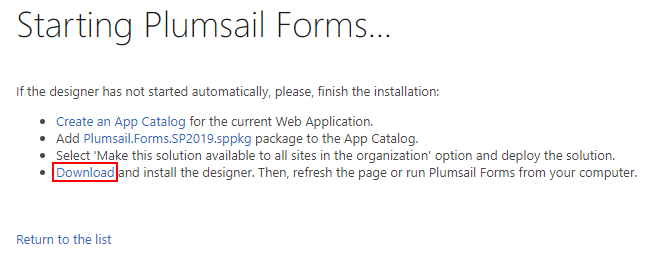 Starting Plumsail Forms...
If the designer has not started automatically, please, finish the installation:
• Create an App Catalog for the current Web Application.
• Add Plumsail.Forms.SP2019.sppkg package to the App Catalog.
• Select 'Make this solution available to all sites in the organization' option and deploy the solution.
• Download and install the designer. Then, refresh the page or run Plumsail Forms from your computer.
Return to the list